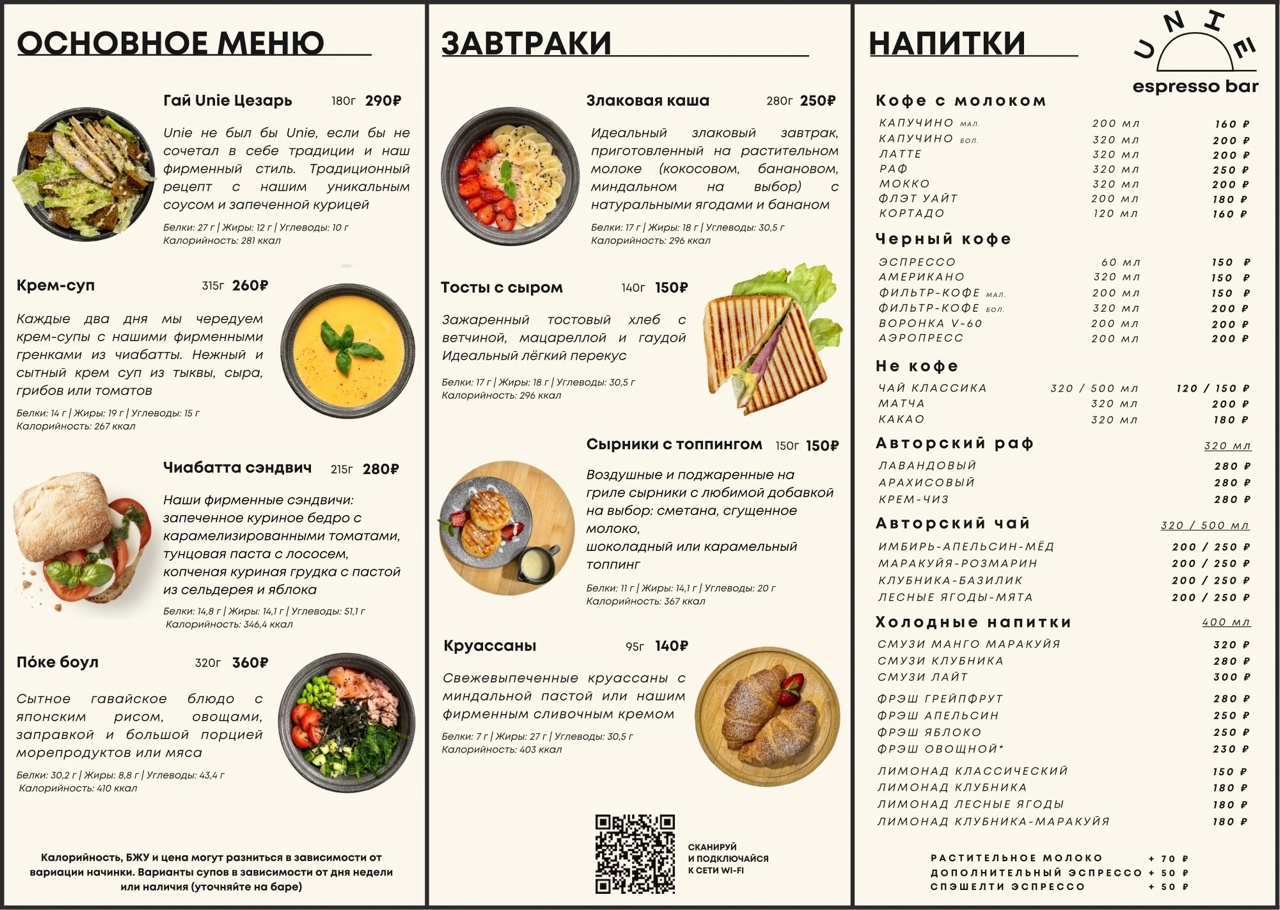 ОСНОВНОЕ МЕНЮ
Гай Unie Цезарь 180г 290₽
Unie не был бы Unie, если бы не
сочетал в себе традиции и наш
фирменный стиль. Традиционный
рецепт с нашим уникальным
соусом и запеченной курицей
Белки: 27 г | Жиры: 12 г | Углеводы: 10 г
Калорийность: 281 ккал
Крем-суп 315г 260₽
Каждые два дня мы чередуем
крем-супы с нашими фирменными
гренками из чиабатты. Нежный и
сытный крем суп из тыквы, сыра,
грибов или томатов
Белки: 14 г | Жиры: 19 г | Углеводы: 15 г
Калорийность: 267 ккал
Чиабатта сэндвич 215г 280₽
Наши фирменные сэндвичи:
запеченное куриное бедро с
карамелизированными томатами,
тунцовая паста с лососем,
копченая куриная грудка с пастой
из сельдерея и яблока
Белки: 14,8 г | Жиры: 14,1 г | Углеводы: 51,1 г
Калорийность: 346,4 ккал
По́ке боул 320г 360₽
Сытное гавайское блюдо с
японским рисом, овощами,
заправкой и большой порцией
морепродуктов или мяса
Белки: 30,2 г | Жиры: 8,8 г | Углеводы: 43,4 г
Калорийность: 410 ккал
Калорийность, БЖУ и цена могут разниться в зависимости от
вариации начинки. Варианты супов в зависимости от дня недели
или наличия (уточняйте на баре)
ЗАВТРАКИ
Злаковая каша 280г 250₽
Идеальный злаковый завтрак,
приготовленный на растительном
молоке (кокосовом, банановом,
миндальном на выбор) с
натуральными ягодами и бананом
Белки: 17 г | Жиры: 18 г | Углеводы: 30,5 г
Калорийность: 296 ккал
Тосты с сыром 140г 150₽
Зажаренный тостовый хлеб с
ветчиной, мацареллой и гаудой
Идеальный лёгкий перекус
Белки: 17 г | Жиры: 18 г | Углеводы: 30,5 г
Калорийность: 296 ккал
Сырники с топпингом 150г 150₽
Воздушные и поджаренные на
гриле сырники с любимой добавкой
на выбор: сметана, сгущенное
молоко,
шоколадный или карамельный
топпинг
Белки: 11 г | Жиры: 14,1 г | Углеводы: 20 г
Калорийность: 367 ккал
Круассаны 95г 140₽
Свежевыпеченные круассаны с
миндальной пастой или нашим
фирменным сливочным кремом
Белки: 7 г | Жиры: 27 г | Углеводы: 30,5 г
Калорийность: 403 ккал
СКАНИРУЙ
И ПОДКЛЮЧАЙСЯ
К СЕТИ WI-FI
НАПИТКИ
UNIE
espresso bar
Кофе с молоком
КАПУЧИНО МАЛ. 200 МЛ 160 ₽
КАПУЧИНО БОЛ. 320 МЛ 200 ₽
ЛАТТЕ 320 МЛ 200 ₽
РАФ 320 МЛ 250 ₽
МОККО 320 МЛ 200 ₽
ФЛЭТ УАЙТ 200 МЛ 180 ₽
КОРТАДО 120 МЛ 160 ₽
Черный кофе
ЭСПРЕССО 60 МЛ 150 ₽
АМЕРИКАНО 320 МЛ 150 ₽
ФИЛЬТР-КОФЕ МАЛ. 200 МЛ 150 ₽
ФИЛЬТР-КОФЕ БОЛ. 320 МЛ 200 ₽
ВОРОНКА V-60 200 МЛ 200 ₽
АЭРОПРЕСС 200 МЛ 200 ₽
Не кофе
ЧАЙ КЛАССИКА 320 / 500 МЛ 120 / 150 ₽
МАТЧА 320 МЛ 200 ₽
КАКАО 320 МЛ 180 ₽
Авторский раф 320 МЛ
ЛАВАНДОВЫЙ 280 ₽
АРАХИСОВЫЙ 280 ₽
КРЕМ-ЧИЗ 280 ₽
Авторский чай 320 / 500 МЛ
ИМБИРЬ-АПЕЛЬСИН-МЁД 200 / 250 ₽
МАРАКУЙЯ-РОЗМАРИН 200 / 250 ₽
КЛУБНИКА-БАЗИЛИК 200 / 250 ₽
ЛЕСНЫЕ ЯГОДЫ-МЯТА 200 / 250 ₽
Холодные напитки 400 МЛ
СМУЗИ МАНГО МАРАКУЙЯ 320 ₽
СМУЗИ КЛУБНИКА 280 ₽
СМУЗИ ЛАЙТ 300 ₽
ФРЭШ ГРЕЙПФРУТ 280 ₽
ФРЭШ АПЕЛЬСИН 250 ₽
ФРЭШ ЯБЛОКО 250 ₽
ФРЭШ ОВОЩНОЙ* 230 ₽
ЛИМОНАД КЛАССИЧЕСКИЙ 150 ₽
ЛИМОНАД КЛУБНИКА 180 ₽
ЛИМОНАД ЛЕСНЫЕ ЯГОДЫ 180 ₽
ЛИМОНАД КЛУБНИКА-МАРАКУЙЯ 180 ₽
РАСТИТЕЛЬНОЕ МОЛОКО + 70 ₽
ДОПОЛНИТЕЛЬНЫЙ ЭСПРЕССО + 50 ₽
СПЭШЕЛТИ ЭСПРЕССО + 50 ₽